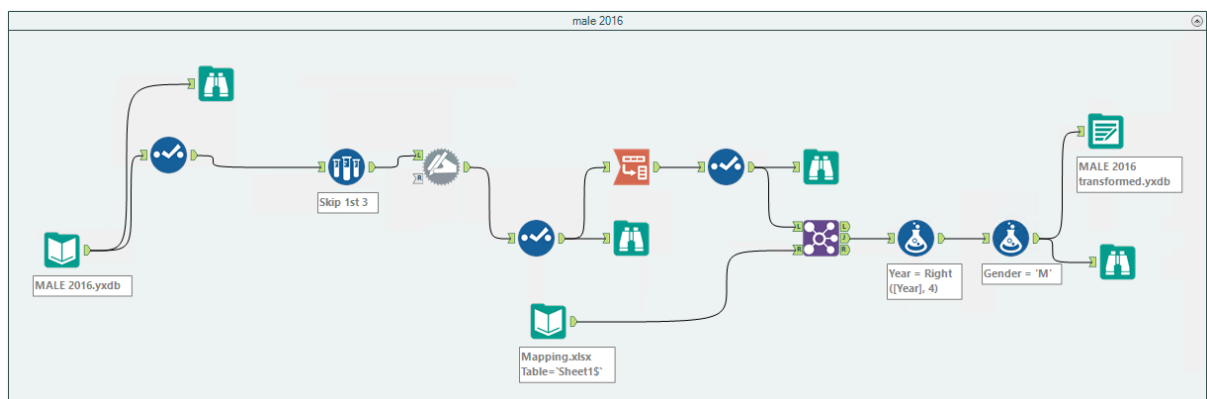 male 2016
MALE 2016.yxdb
Skip 1st 3
L
R
Mapping.xlsx
Table=`Sheet1$`
L
R
L
J
R
Year = Right
([Year], 4)
Gender = 'M'
MALE 2016
transformed.yxdb